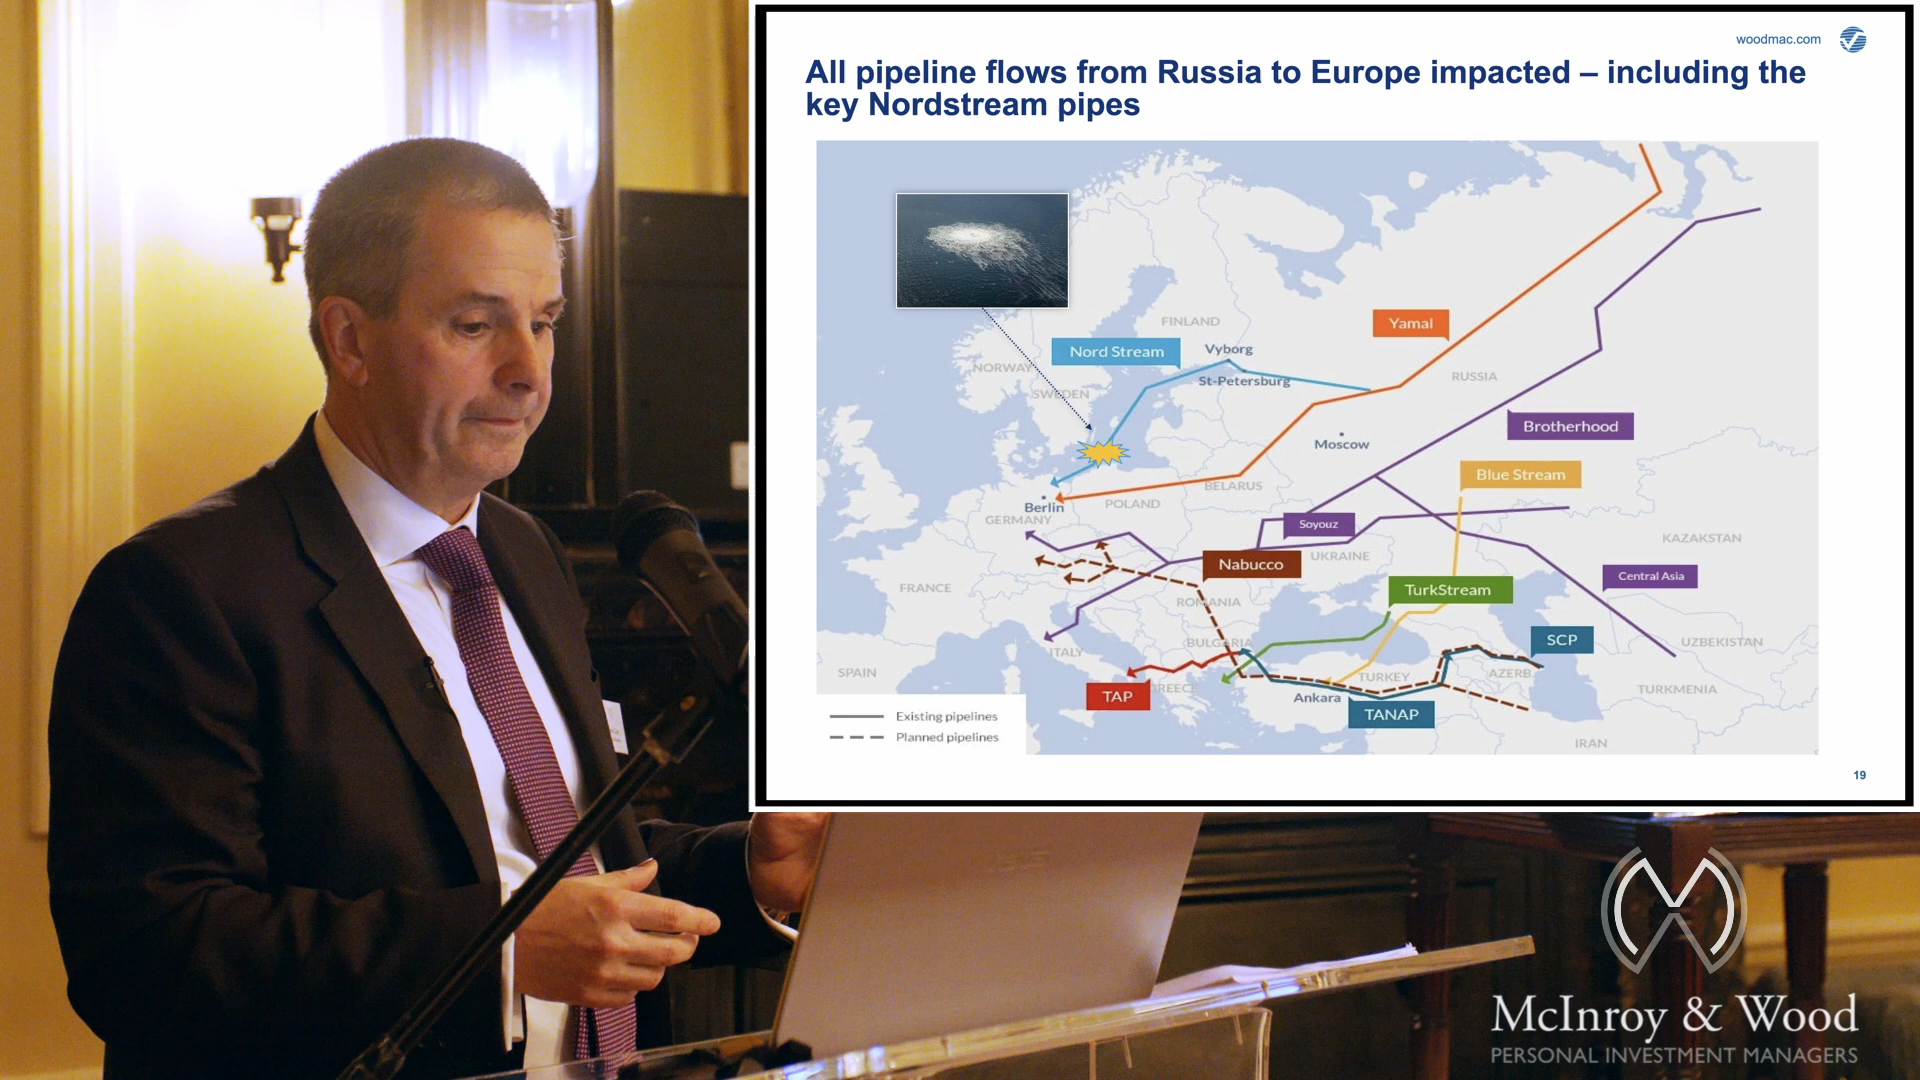 woodmac.com
All pipeline flows from Russia to Europe impacted – including the
key Nordstream pipes
FINLAND
Yamal
Nord Stream
Vyborg
NORWAY
St-Petersburg
RUSSIA
SWEDEN
Brotherhood
Moscow
Blue Stream
BELARUS
Berlin
POLAND
GERMANY
Soyouz
KAZAKSTAN
UKRAINE
Nabucco
Central Asia
FRANCE
TurkStream
ROMANIA
BULGARIA
SCP
UZBEKISTAN
ITALY
SPAIN
TURKEY
AZERB.
TAP
GREECE
Ankara
TURKMENIA
TANAP
Existing pipelines
Planned pipelines
IRAN
19
McInroy & Wood
PERSONAL INVESTMENT MANAGERS